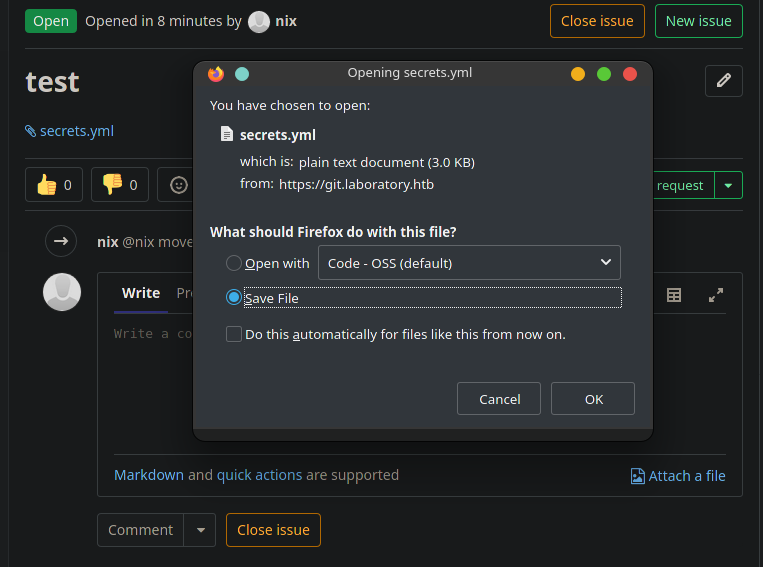 Open Opened in 8 minutes by nix Close issue New issue
test
Opening secrets.yml
You have chosen to open:
secrets.yml
which is: plain text document (3.0 KB)
from: https://git.laboratory.htb
What should Firefox do with this file?
Open with Code - OSS (default)
Save File
Do this automatically for files like this from now on.
Cancel OK
secrets.yml
0 0 request
nix @nix move
Write Pr
Write a co
Markdown and quick actions are supported Attach a file
Comment Close issue